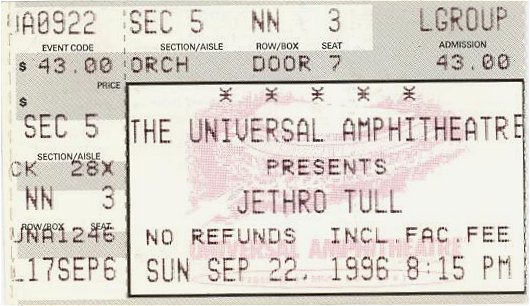 UA0922 SEC 5 NN 3 LGROUP
EVENT CODE SECTION/AISLE ROW/BOX SEAT ADMISSION
$ 43.00 ORCH DOOR 7 43.00
PRICE
$
SEC 5
SECTION/AISLE
CK 28X
NN 3
ROW/BOX SEAT
UNA1246
17SEP6
* * * * *
THE UNIVERSAL AMPHITHEATRE
PRESENTS
JETHRO TULL
NO REFUNDS INCL.FAC FEE
UNIVERSAL AMPHITHEATRE
SUN SEP 22, 1996 8:15 PM